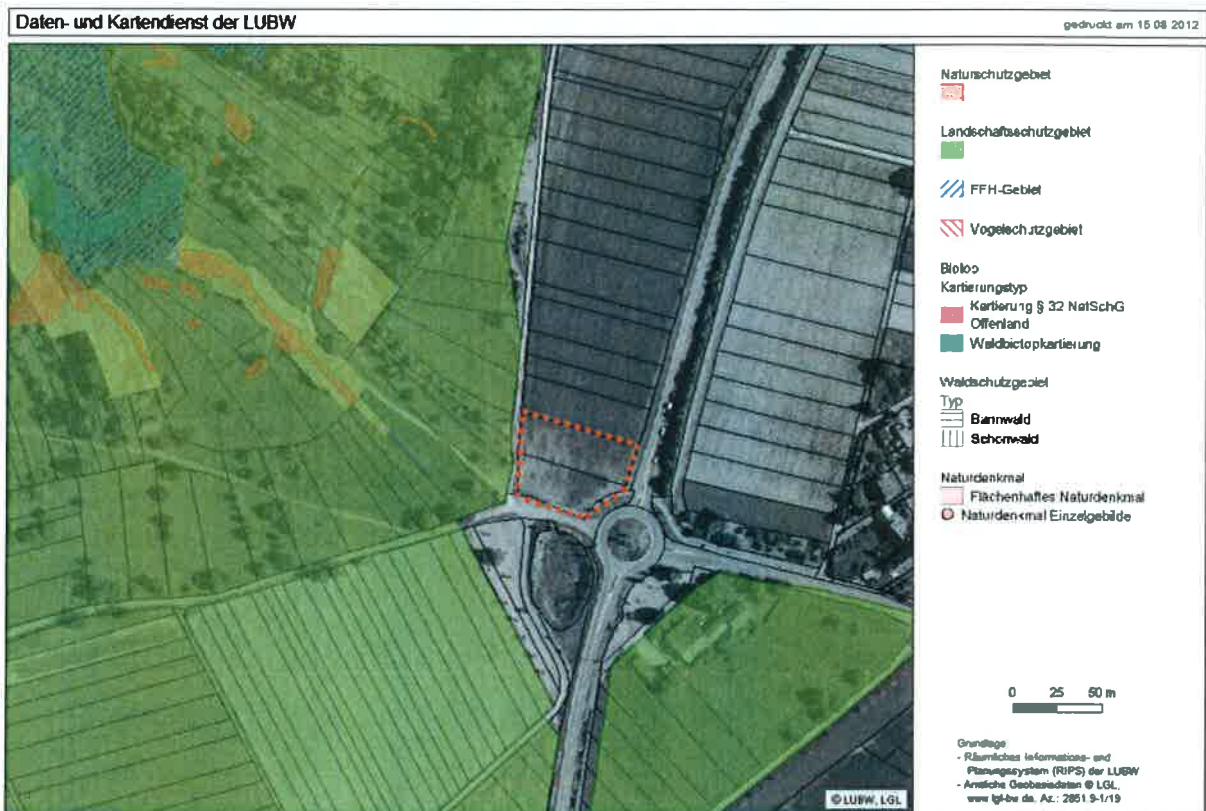 Daten- und Kartendienst der LUBW
gedruckt am 15 08 2012
Naturschutzgebiet
Landschaftsschutzgebiet
FFH-Gebiet
Vogelschutzgebiet
Biotop
Kartierungstyp
Kartierung § 32 NatSchG
Offenland
Waldbiotopkartierung
Waldschutzgebiet
Typ
Bannwald
Schonwald
Naturdenkmal
Flächenhaftes Naturdenkmal
Naturdenkmal Einzelgebilde
0 25 50 m
Grundlage
- Räumliches Informations- und
Planungssystem (RIPS) der LUBW
- Amtliche Geobasisdaten © LGL,
www.lgl-bw.de, Az.: 2851.9-1/19
© LUBW, LGL